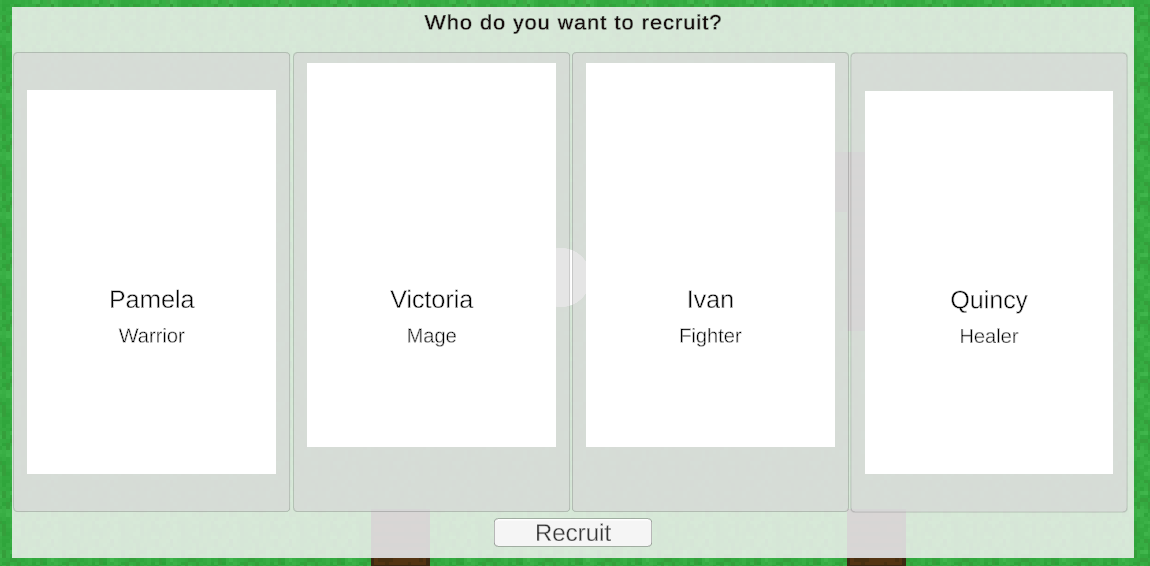 Who do you want to recruit?
Pamela
Warrior
Victoria
Mage
Ivan
Fighter
Quincy
Healer
Recruit